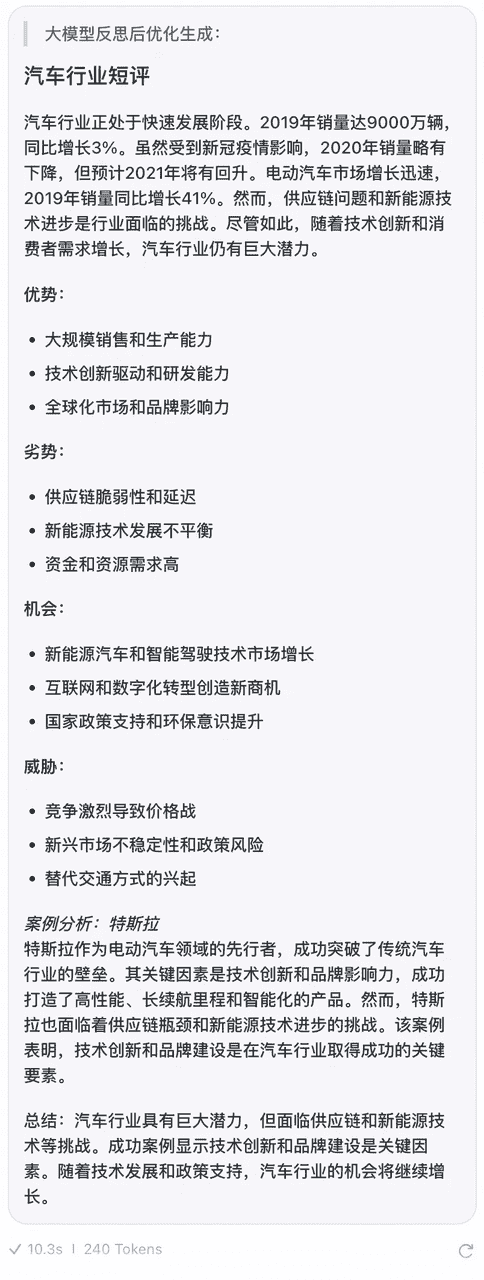 大模型反思后优化生成：
汽车行业短评
汽车行业正处于快速发展阶段。2019年销量达9000万辆，
同比增长3%。虽然受到新冠疫情影响，2020年销量略有
下降，但预计2021年将有回升。电动汽车市场增长迅速，
2019年销量同比增长41%。然而，供应链问题和新能源技
术进步是行业面临的挑战。尽管如此，随着技术创新和消
费者需求增长，汽车行业仍有巨大潜力。
优势：
• 大规模销售和生产能力
• 技术创新驱动和研发能力
• 全球化市场和品牌影响力
劣势：
• 供应链脆弱性和延迟
• 新能源技术发展不平衡
• 资金和资源需求高
机会：
• 新能源汽车和智能驾驶技术市场增长
• 互联网和数字化转型创造新商机
• 国家政策支持和环保意识提升
威胁：
• 竞争激烈导致价格战
• 新兴市场不稳定性和政策风险
• 替代交通方式的兴起
案例分析：特斯拉
特斯拉作为电动汽车领域的先行者，成功突破了传统汽车
行业的壁垒。其关键因素是技术创新和品牌影响力，成功
打造了高性能、长续航里程和智能化的产品。然而，特斯
拉也面临着供应链瓶颈和新能源技术进步的挑战。该案例
表明，技术创新和品牌建设是在汽车行业取得成功的关键
要素。
总结：汽车行业具有巨大潜力，但面临供应链和新能源技
术等挑战。成功案例显示技术创新和品牌建设是关键因
素。随着技术发展和政策支持，汽车行业的机会将继续增
长。
10.3s | 240 Tokens